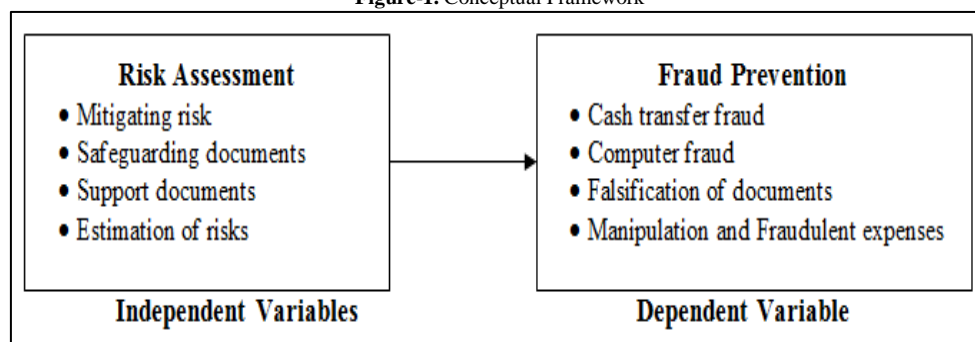 Figure-1. Conceptual Framework
Risk Assessment
• Mitigating risk
• Safeguarding documents
• Support documents
• Estimation of risks
Independent Variables
Fraud Prevention
• Cash transfer fraud
• Computer fraud
• Falsification of documents
• Manipulation and Fraudulent expenses
Dependent Variable